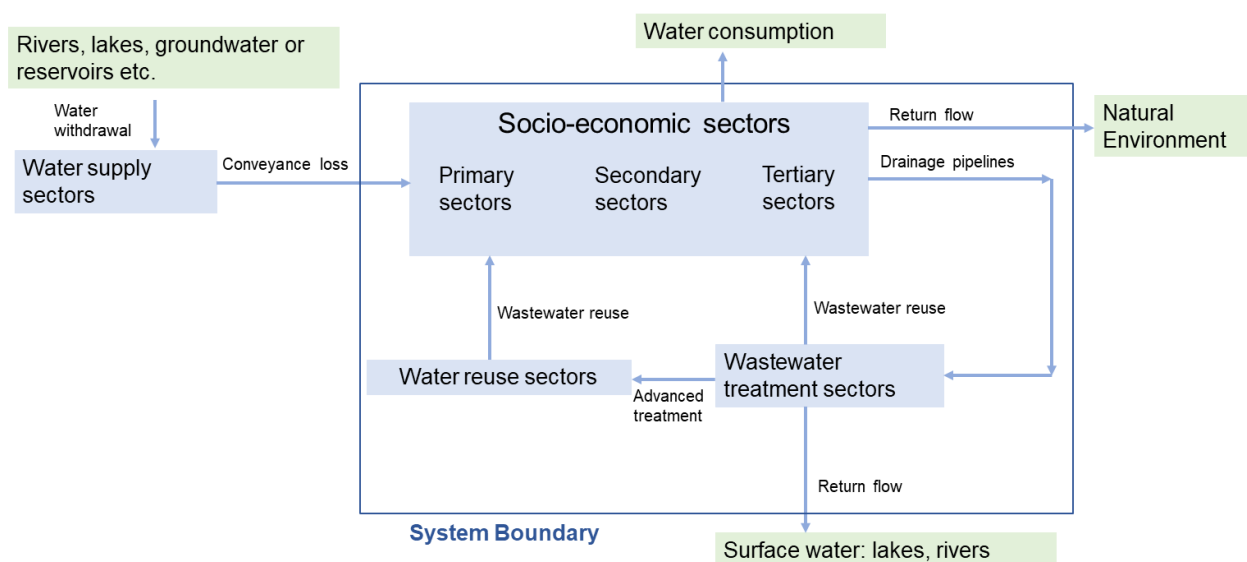 Water consumption
Rivers, lakes, groundwater or
reservoirs etc.
Water
withdrawal
Water supply
sectors
Conveyance loss
Socio-economic sectors
Primary
sectors
Secondary
sectors
Tertiary
sectors
Return flow
Natural
Environment
Drainage pipelines
Wastewater reuse
Wastewater reuse
Water reuse sectors
Advanced
treatment
Wastewater
treatment sectors
Return flow
System Boundary
Surface water: lakes, rivers